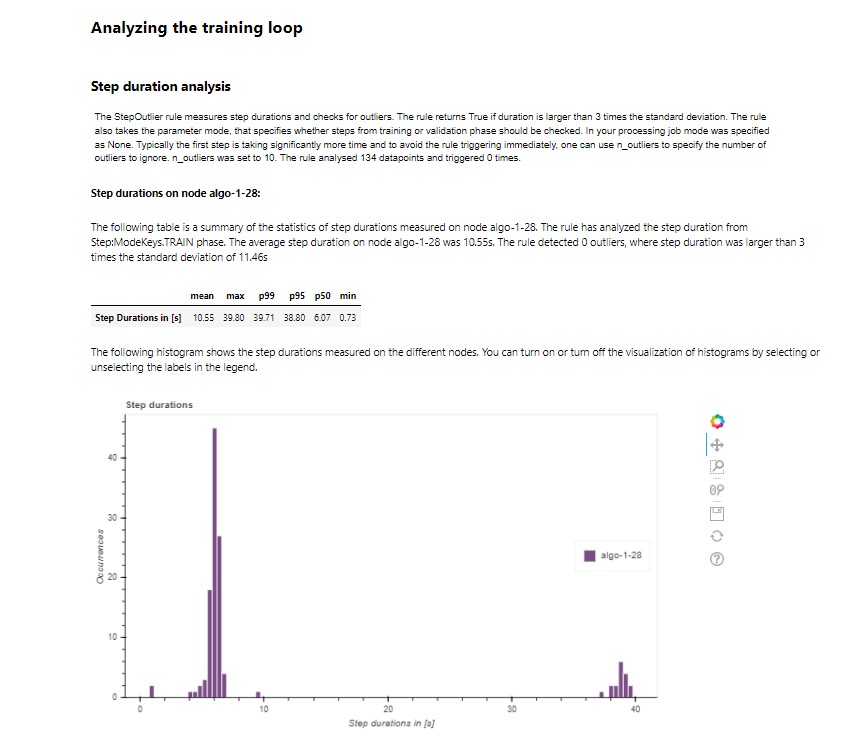 Analyzing the training loop
Step duration analysis
The StepOutlier rule measures step durations and checks for outliers. The rule returns True if duration is larger than 3 times the standard deviation. The rule
also takes the parameter mode, that specifies whether steps from training or validation phase should be checked. In your processing job mode was specified
as None. Typically the first step is taking significantly more time and to avoid the rule triggering immediately, one can use n_outliers to specify the number of
outliers to ignore. n_outliers was set to 10. The rule analysed 134 datapoints and triggered 0 times.
Step durations on node algo-1-28:
The following table is a summary of the statistics of step durations measured on node algo-1-28. The rule has analyzed the step duration from
Step:ModeKeys.TRAIN phase. The average step duration on node algo-1-28 was 10.55s. The rule detected 0 outliers, where step duration was larger than 3
times the standard deviation of 11.46s
mean max p99 p95 p50 min
Step Durations in [s] 10.55 39.80 39.71 38.80 6.07 0.73
The following histogram shows the step durations measured on the different nodes. You can turn on or turn off the visualization of histograms by selecting or
unselecting the labels in the legend.
Step durations
40
30
20
10
0
Occurrences
algo-1-28
0 10 20 30 40
Step durations in [s]